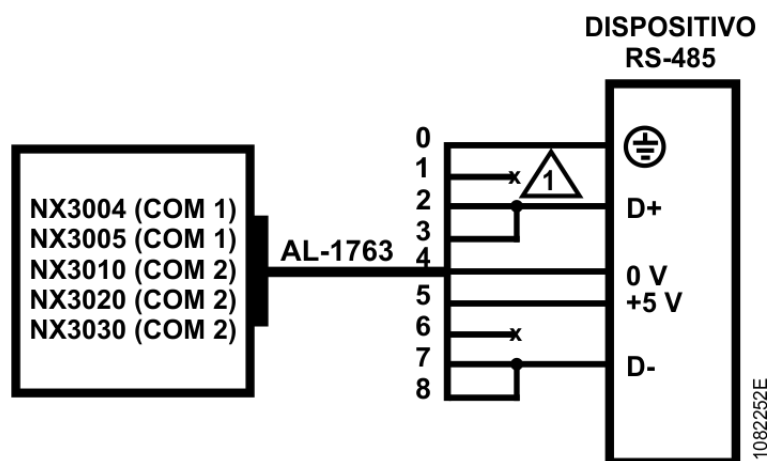 DISPOSITIVO
RS-485
NX3004 (COM 1)
NX3005 (COM 1)
NX3010 (COM 2)
NX3020 (COM 2)
NX3030 (COM 2)
AL-1763
0
1
2
3
4
5
6
7
8
x
1
x
D+
0 V
+5 V
D-
1082252E